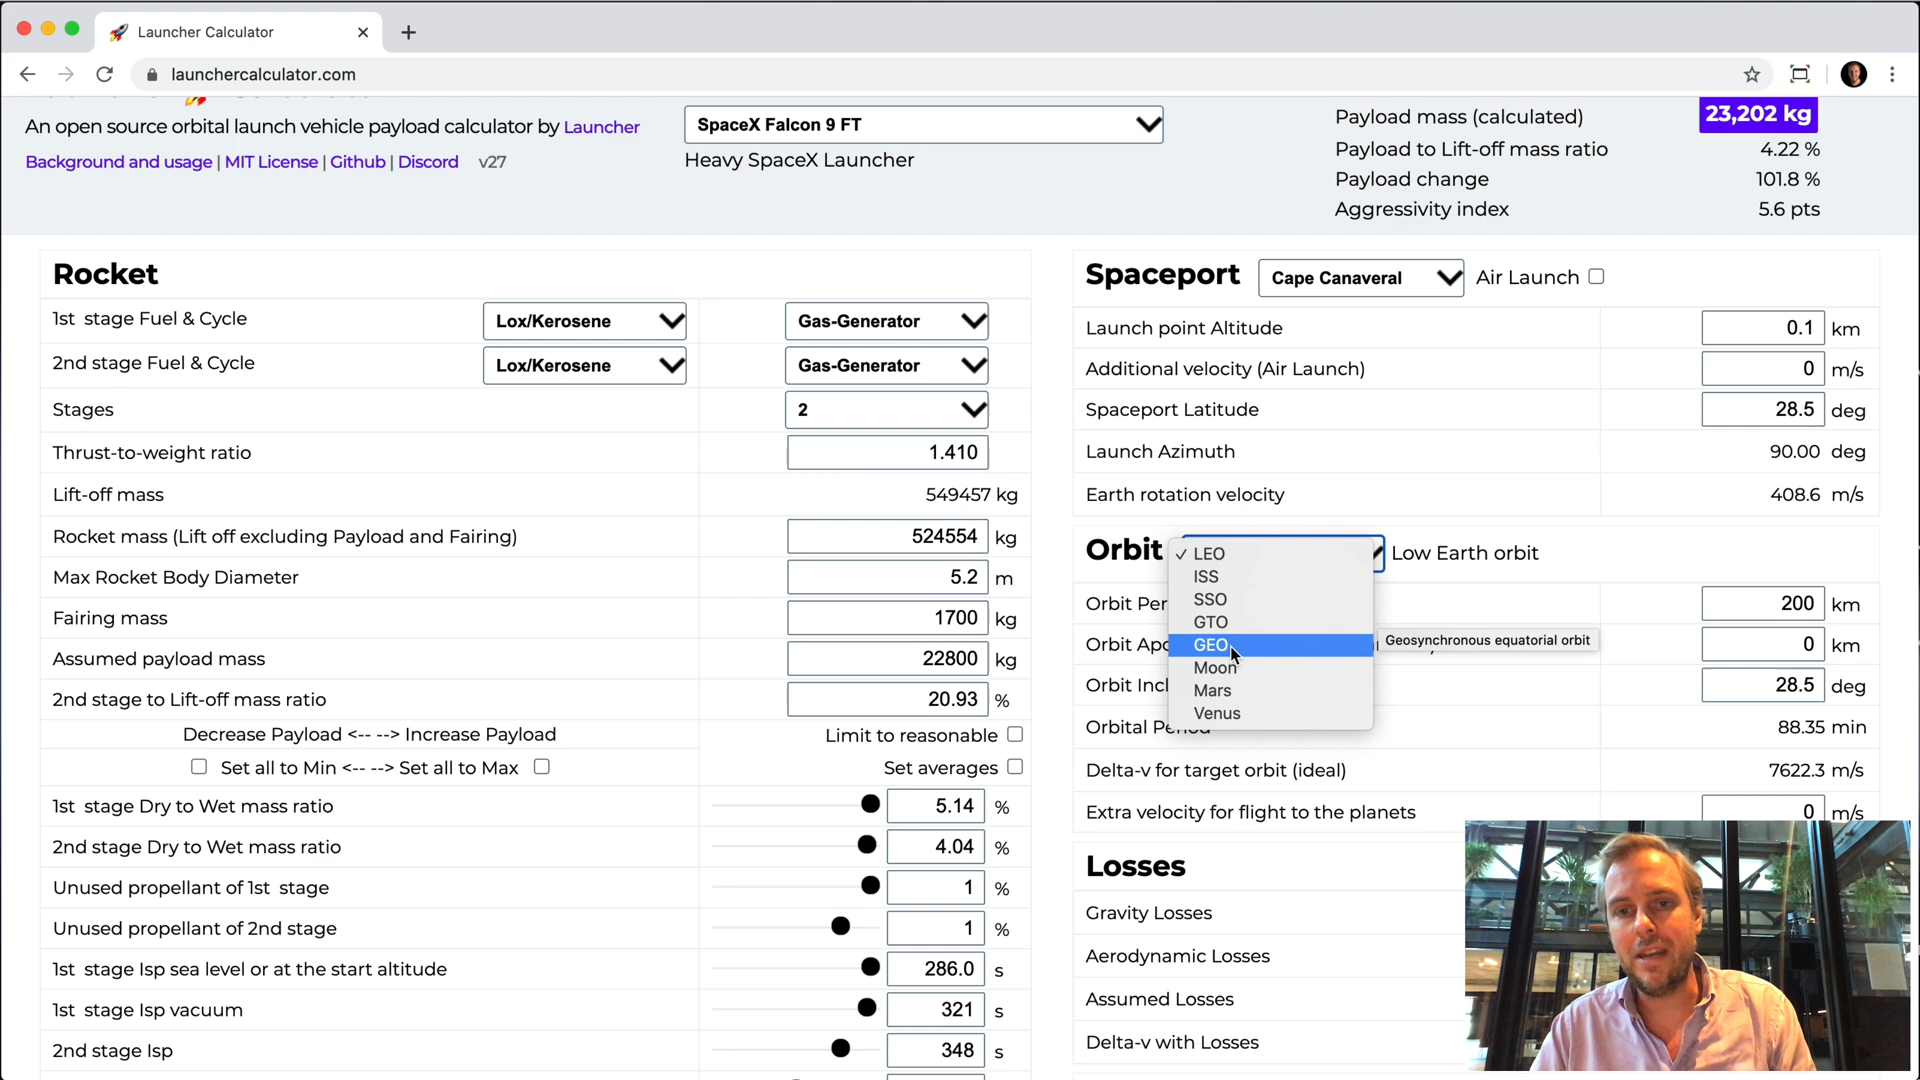 Launcher Calculator
launchercalculator.com
An open source orbital launch vehicle payload calculator by Launcher
Background and usage | MIT License | Github | Discord v27
SpaceX Falcon 9 FT
Heavy SpaceX Launcher
Payload mass (calculated) 23,202 kg
Payload to Lift-off mass ratio 4.22 %
Payload change 101.8 %
Aggressivity index 5.6 pts
Rocket
1st stage Fuel & Cycle Lox/Kerosene Gas-Generator
2nd stage Fuel & Cycle Lox/Kerosene Gas-Generator
Stages 2
Thrust-to-weight ratio 1.410
Lift-off mass 549457 kg
Rocket mass (Lift off excluding Payload and Fairing) 524554 kg
Max Rocket Body Diameter 5.2 m
Fairing mass 1700 kg
Assumed payload mass 22800 kg
2nd stage to Lift-off mass ratio 20.93 %
Decrease Payload <-- --> Increase Payload Limit to reasonable
Set all to Min <-- --> Set all to Max Set averages
1st stage Dry to Wet mass ratio 5.14 %
2nd stage Dry to Wet mass ratio 4.04 %
Unused propellant of 1st stage 1 %
Unused propellant of 2nd stage 1 %
1st stage Isp sea level or at the start altitude 286.0 s
1st stage Isp vacuum 321 s
2nd stage Isp 348 s
Spaceport Cape Canaveral Air Launch
Launch point Altitude 0.1 km
Additional velocity (Air Launch) 0 m/s
Spaceport Latitude 28.5 deg
Launch Azimuth 90.00 deg
Earth rotation velocity 408.6 m/s
Orbit Low Earth orbit
✓ LEO
ISS
SSO
GTO
GEO
Moon
Mars
Venus
Geosynchronous equatorial orbit
Orbit Per 200 km
Orbit Apo 0 km
Orbit Incl 28.5 deg
Orbital Period 88.35 min
Delta-v for target orbit (ideal) 7622.3 m/s
Extra velocity for flight to the planets 0 m/s
Losses
Gravity Losses
Aerodynamic Losses
Assumed Losses
Delta-v with Losses